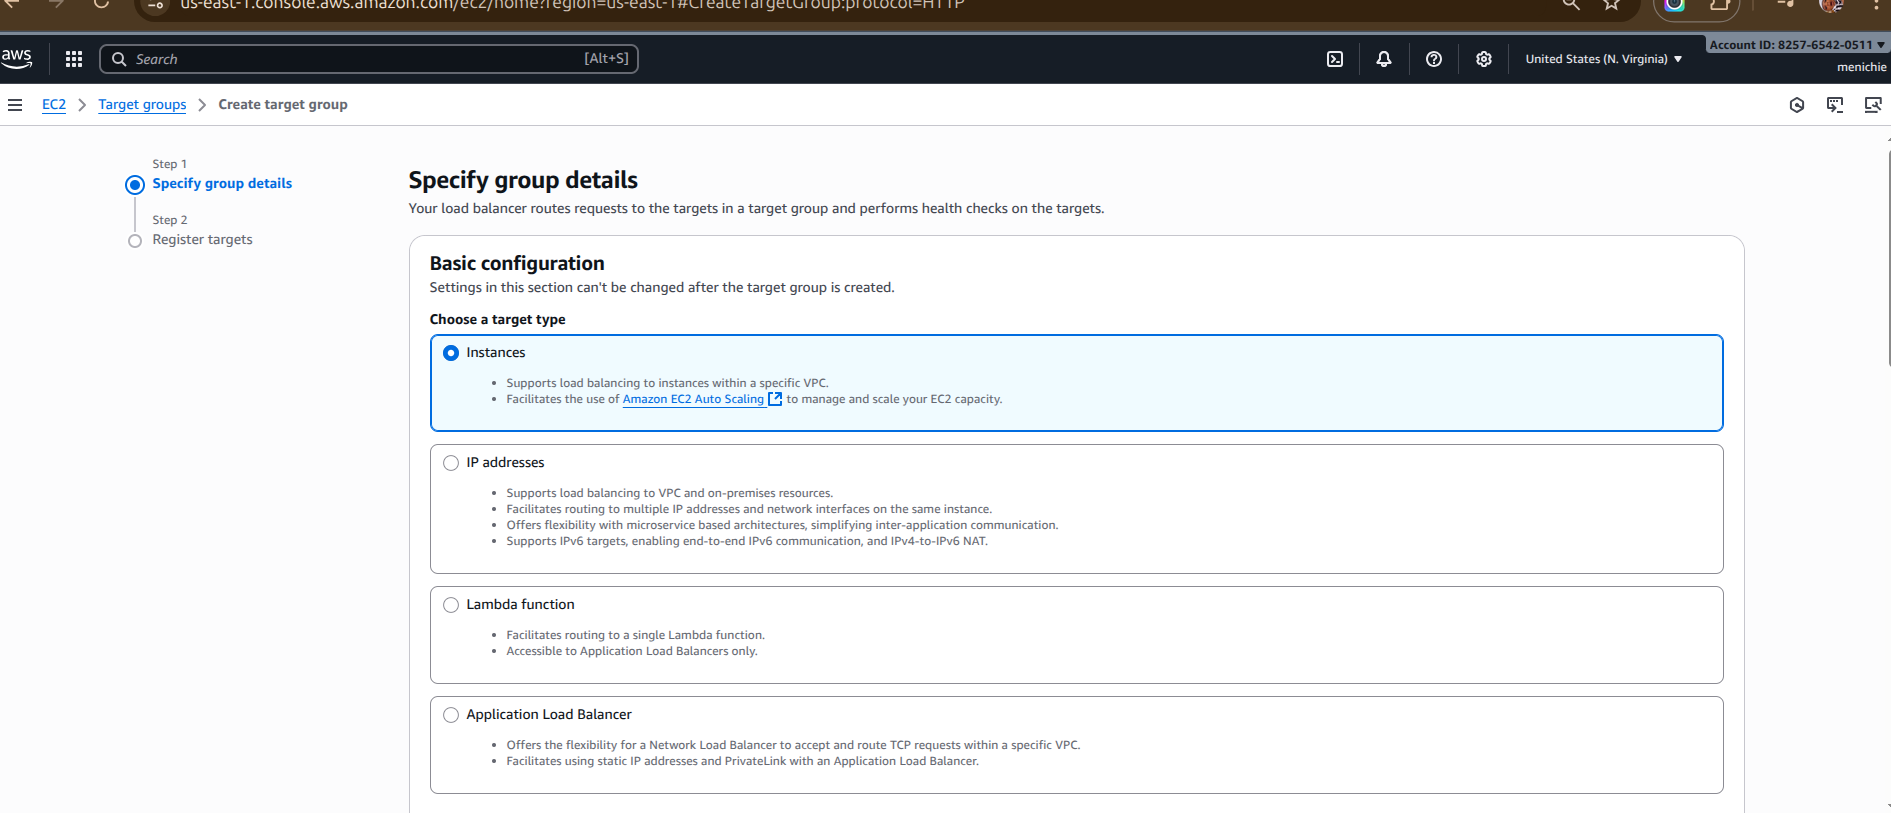 us-east-1.console.aws.amazon.com/ec2/home?region=us-east-1#CreateTargetGroup:protocol=HTTP
aws
Search
[Alt+S]
United States (N. Virginia)
Account ID: 8257-6542-0511
menichie
EC2 > Target groups > Create target group
Step 1
Specify group details
Step 2
Register targets
Specify group details
Your load balancer routes requests to the targets in a target group and performs health checks on the targets.
Basic configuration
Settings in this section can't be changed after the target group is created.
Choose a target type
Instances
• Supports load balancing to instances within a specific VPC.
• Facilitates the use of Amazon EC2 Auto Scaling to manage and scale your EC2 capacity.
IP addresses
• Supports load balancing to VPC and on-premises resources.
• Facilitates routing to multiple IP addresses and network interfaces on the same instance.
• Offers flexibility with microservice based architectures, simplifying inter-application communication.
• Supports IPv6 targets, enabling end-to-end IPv6 communication, and IPv4-to-IPv6 NAT.
Lambda function
• Facilitates routing to a single Lambda function.
• Accessible to Application Load Balancers only.
Application Load Balancer
• Offers the flexibility for a Network Load Balancer to accept and route TCP requests within a specific VPC.
• Facilitates using static IP addresses and PrivateLink with an Application Load Balancer.